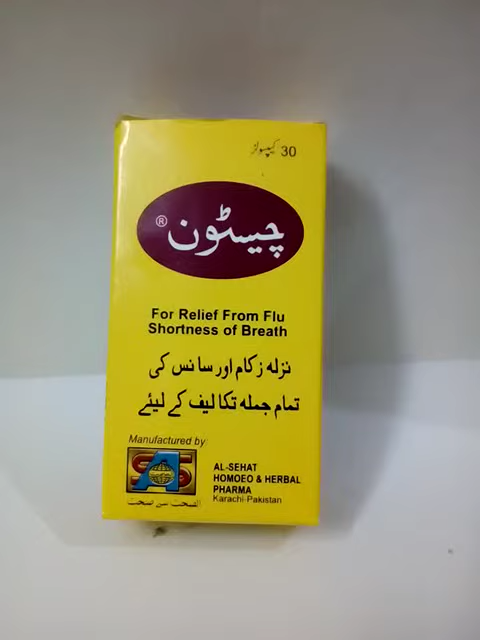 30 کیپسولز
چیسٹون ®
For Relief From Flu
Shortness of Breath
نزلہ زکام اور سانس کی
تمام جملہ تکالیف کے لیئے
Manufactured by:
AL-SEHAT
HOMOEO & HERBAL
PHARMA
Karachi-Pakistan